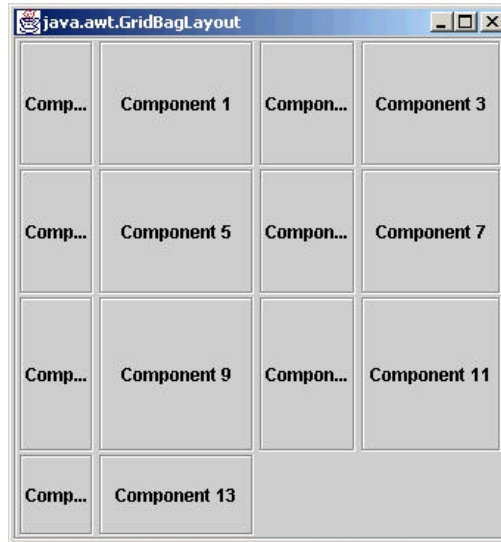 java.awt.GridBagLayout
Comp... Component 1 Compon... Component 3
Comp... Component 5 Compon... Component 7
Comp... Component 9 Compon... Component 11
Comp... Component 13